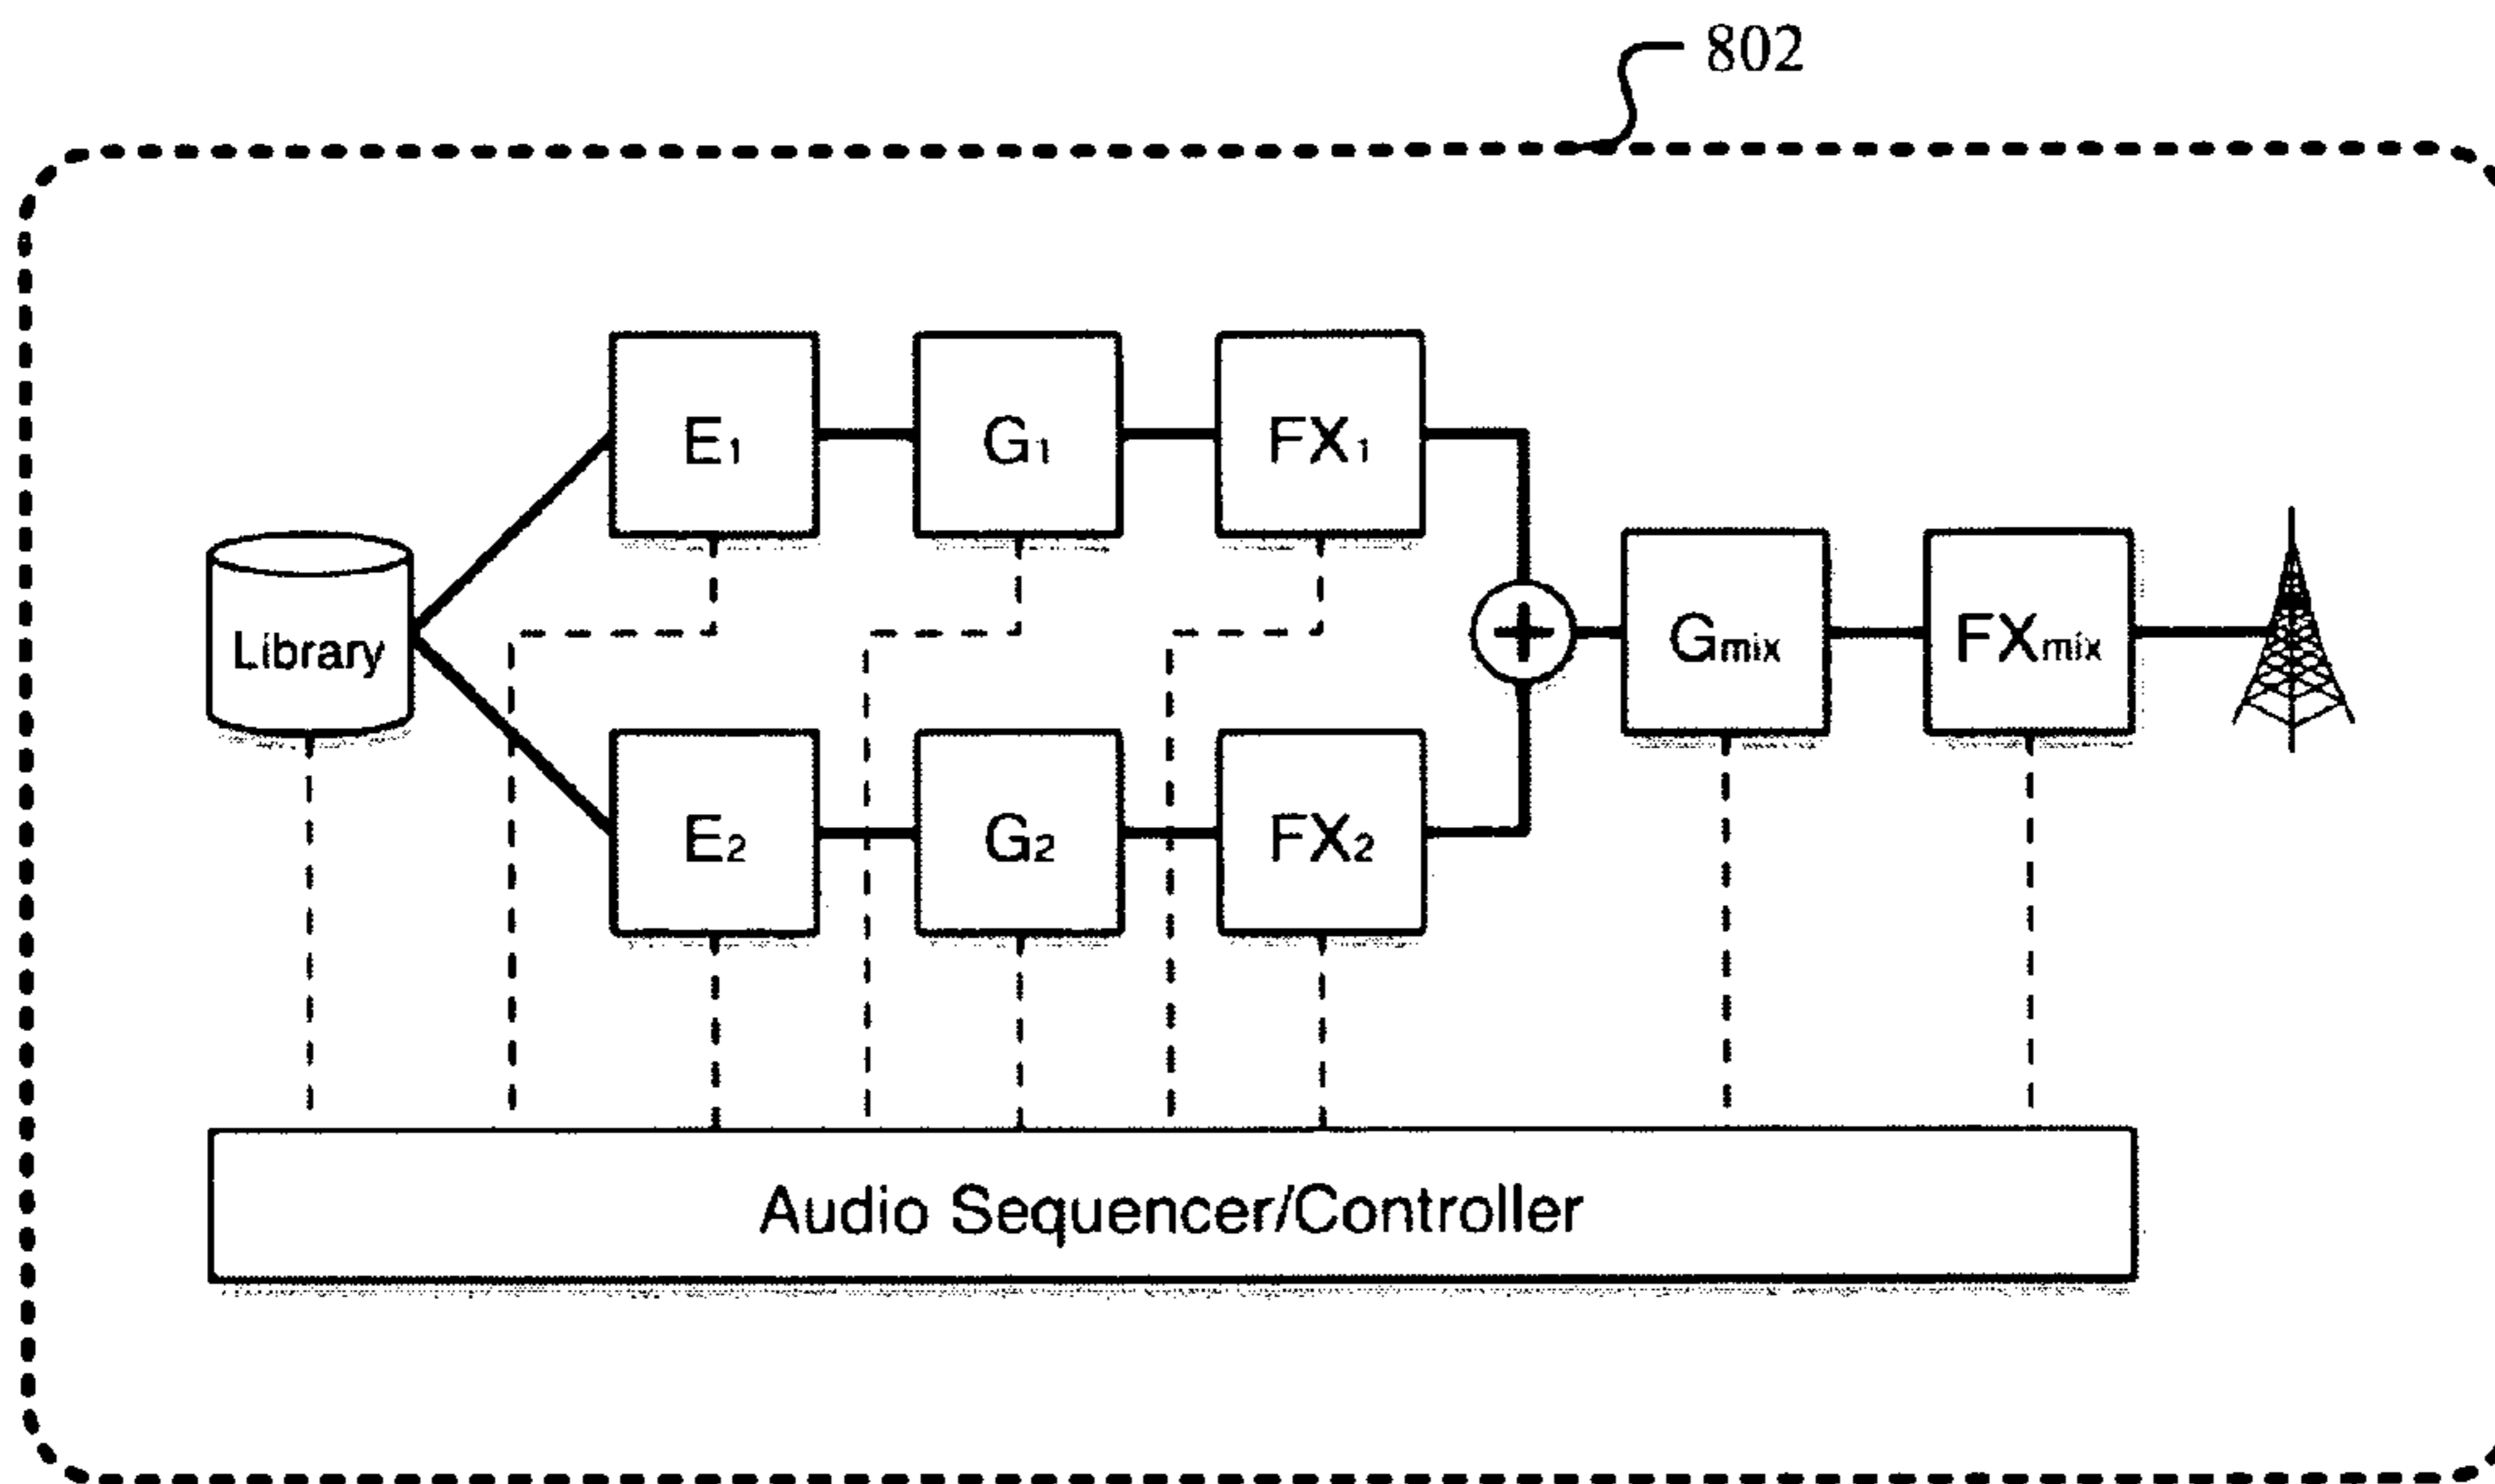 802
E1
G1
FX1
Library
Gmix
FXmix
E2
G2
FX2
Audio Sequencer/Controller